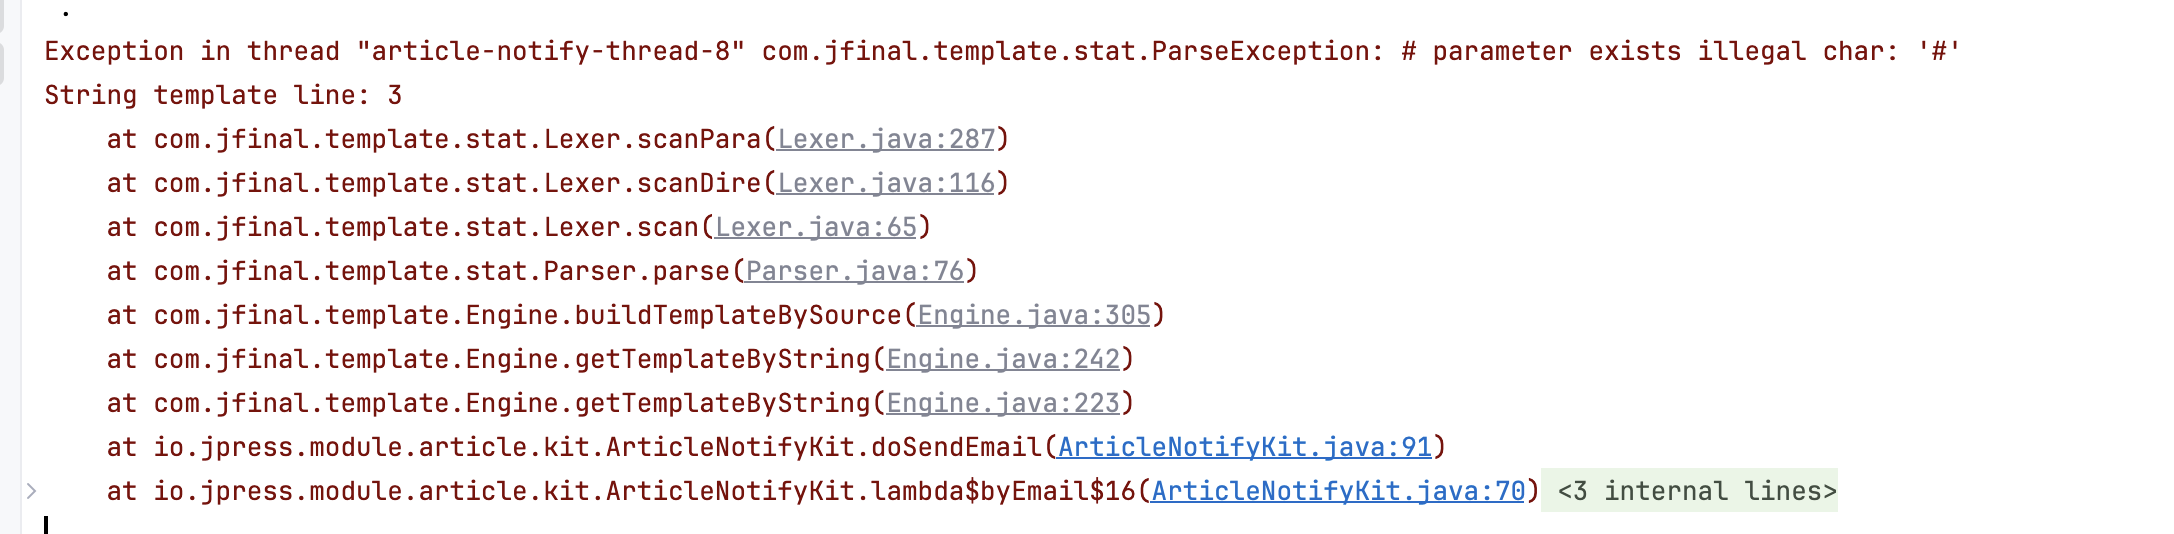 .
Exception in thread "article-notify-thread-8" com.jfinal.template.stat.ParseException: # parameter exists illegal char: '#'
String template line: 3
    at com.jfinal.template.stat.Lexer.scanPara(Lexer.java:287)
    at com.jfinal.template.stat.Lexer.scanDire(Lexer.java:116)
    at com.jfinal.template.stat.Lexer.scan(Lexer.java:65)
    at com.jfinal.template.stat.Parser.parse(Parser.java:76)
    at com.jfinal.template.Engine.buildTemplateBySource(Engine.java:305)
    at com.jfinal.template.Engine.getTemplateByString(Engine.java:242)
    at com.jfinal.template.Engine.getTemplateByString(Engine.java:223)
    at io.jpress.module.article.kit.ArticleNotifyKit.doSendEmail(ArticleNotifyKit.java:91)
    at io.jpress.module.article.kit.ArticleNotifyKit.lambda$byEmail$16(ArticleNotifyKit.java:70) <3 internal lines>